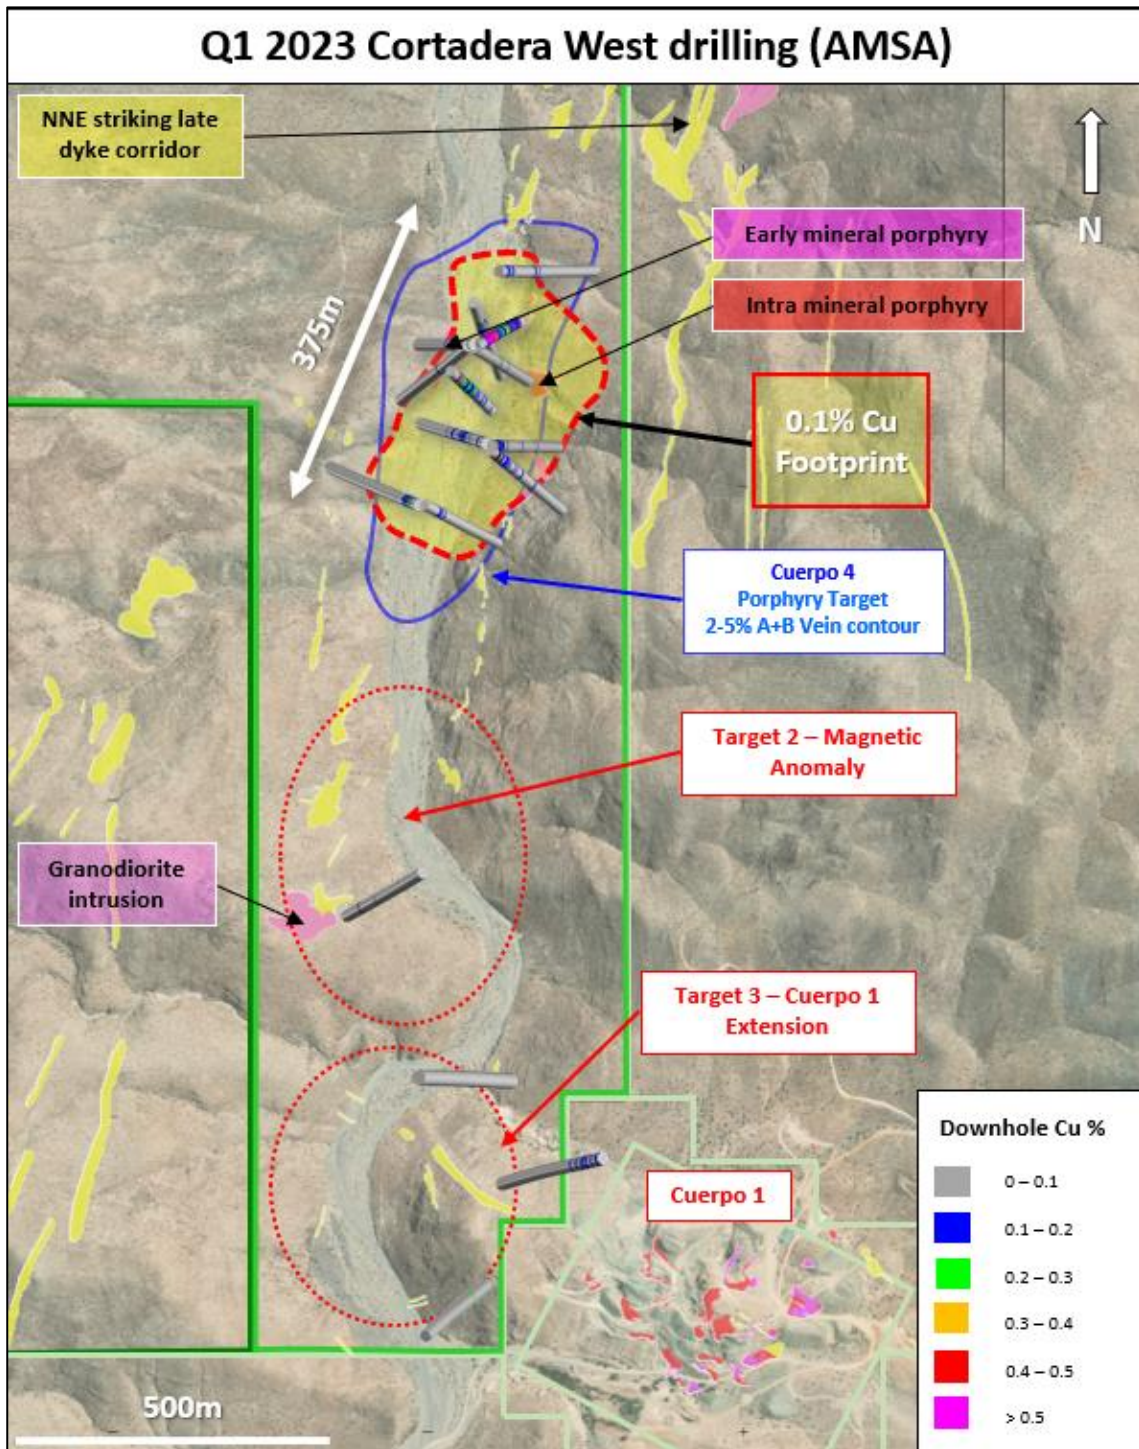 Q1 2023 Cortadera West drilling (AMSA)
NNE striking late
dyke corridor
N
Early mineral porphyry
Intra mineral porphyry
375m
0.1% Cu
Footprint
Cuerpo 4
Porphyry Target
2-5% A+B Vein contour
Target 2 – Magnetic
Anomaly
Granodiorite
intrusion
Target 3 – Cuerpo 1
Extension
Cuerpo 1
Downhole Cu %
0 – 0.1
0.1 – 0.2
0.2 – 0.3
0.3 – 0.4
0.4 – 0.5
> 0.5
500m